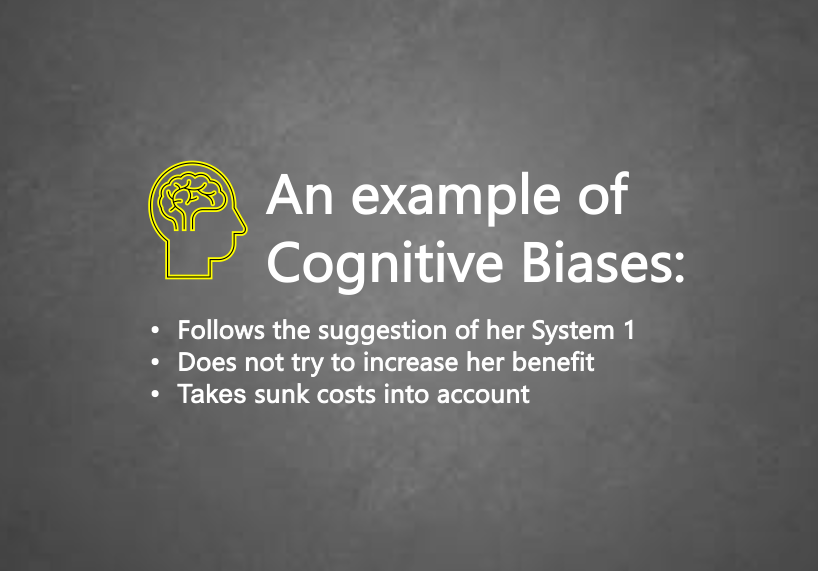 An example of
Cognitive Biases:
• Follows the suggestion of her System 1
• Does not try to increase her benefit
• Takes sunk costs into account